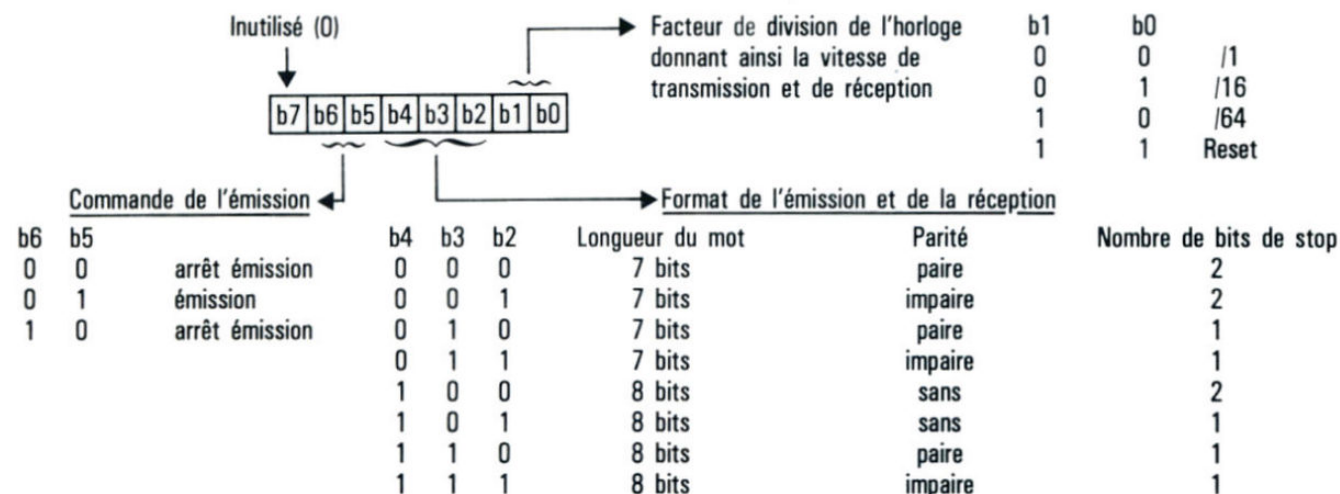 Inutilisé (0)
Facteur de division de l'horloge b1 b0
donnant ainsi la vitesse de 0 0 /1
transmission et de réception 0 1 /16
1 0 /64
1 1 Reset
b7 b6 b5 b4 b3 b2 b1 b0
Commande de l'émission
b6 b5
0 0 arrêt émission
0 1 émission
1 0 arrêt émission
Format de l'émission et de la réception
b4 b3 b2 Longueur du mot Parité Nombre de bits de stop
0 0 0 7 bits paire 2
0 0 1 7 bits impaire 2
0 1 0 7 bits paire 1
0 1 1 7 bits impaire 1
1 0 0 8 bits sans 2
1 0 1 8 bits sans 1
1 1 0 8 bits paire 1
1 1 1 8 bits impaire 1